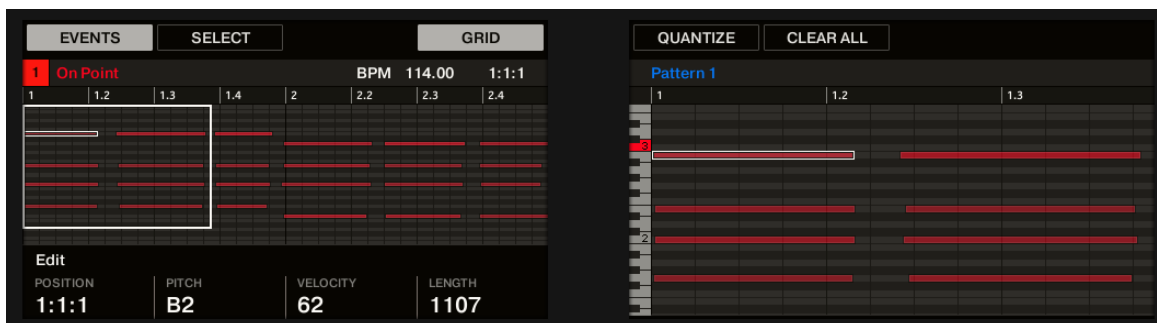 EVENTS SELECT GRID
1 On Point BPM 114.00 1:1:1
1 1.2 1.3 1.4 2 2.2 2.3 2.4
Edit
POSITION PITCH VELOCITY LENGTH
1:1:1 B2 62 1107
QUANTIZE CLEAR ALL
Pattern 1
1 1.2 1.3
3
2